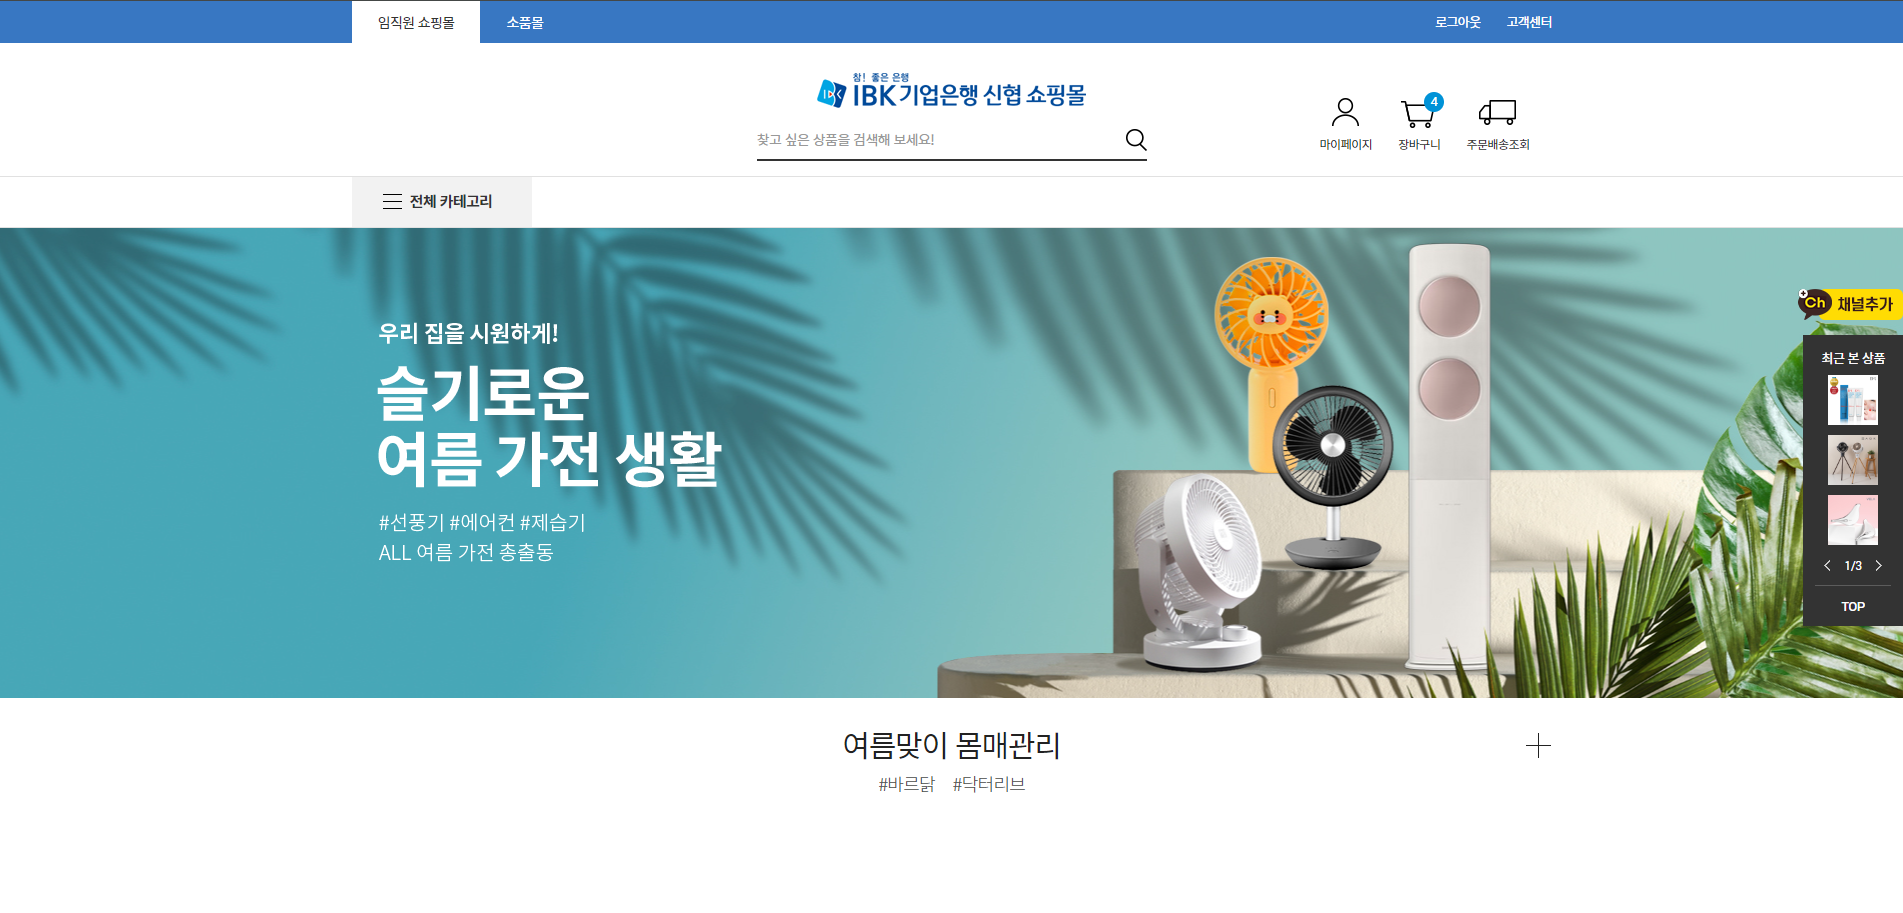 임직원 쇼핑몰
소품몰
로그아웃
고객센터
참! 좋은 은행
IBK기업은행 신협 쇼핑몰
찾고 싶은 상품을 검색해 보세요!
4
마이페이지
장바구니
주문배송조회
전체 카테고리
우리 집을 시원하게!
슬기로운
여름 가전 생활
#선풍기 #에어컨 #제습기
ALL 여름 가전 총출동
Ch 채널추가
최근 본 상품
1/3
TOP
여름맞이 몸매관리
#바르닭 #닥터리브